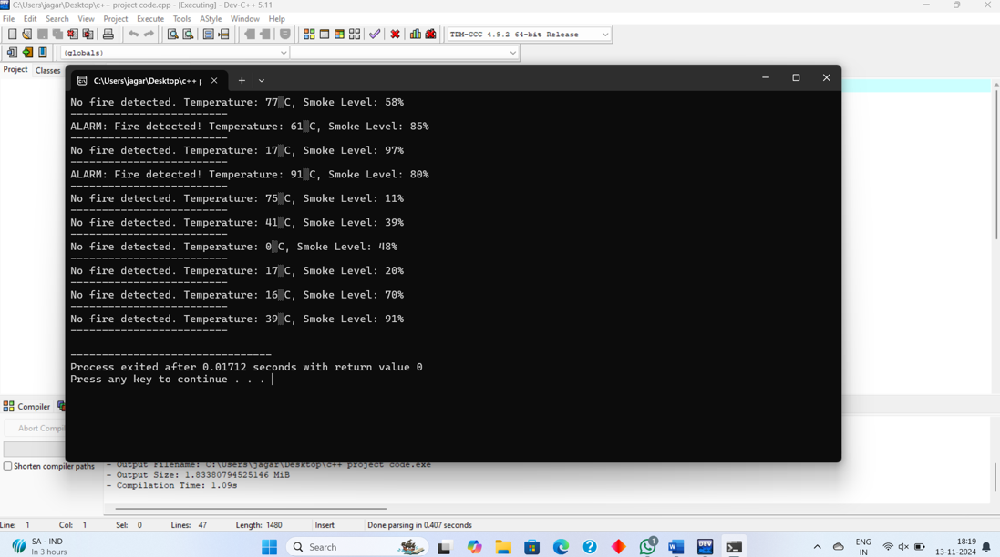 C:\Users\jagar\Desktop\c++ project code.cpp - [Executing] - Dev-C++ 5.11
File Edit Search View Project Execute Tools AStyle Window Help
TDM-GCC 4.9.2 64-bit Release
(globals)
Project Classes
C:\Users\jagar\Desktop\c++ p
No fire detected. Temperature: 77 C, Smoke Level: 58%
-------------------------
ALARM: Fire detected! Temperature: 61 C, Smoke Level: 85%
-------------------------
No fire detected. Temperature: 17 C, Smoke Level: 97%
-------------------------
ALARM: Fire detected! Temperature: 91 C, Smoke Level: 80%
-------------------------
No fire detected. Temperature: 75 C, Smoke Level: 11%
-------------------------
No fire detected. Temperature: 41 C, Smoke Level: 39%
-------------------------
No fire detected. Temperature: 0 C, Smoke Level: 48%
-------------------------
No fire detected. Temperature: 17 C, Smoke Level: 20%
-------------------------
No fire detected. Temperature: 16 C, Smoke Level: 70%
-------------------------
No fire detected. Temperature: 39 C, Smoke Level: 91%
-------------------------
--------------------------------
Process exited after 0.01712 seconds with return value 0
Press any key to continue . . .
Compiler
Abort Compil
Shorten compiler paths
- Output Filename: C:\Users\jagar\Desktop\c++ project code.exe
- Output Size: 1.83380794525146 MiB
- Compilation Time: 1.09s
Line: 1 Col: 1 Sel: 0 Lines: 47 Length: 1480 Insert Done parsing in 0.407 seconds
SA - IND
In 3 hours
Search
1
ENG
IN
18:19
13-11-2024